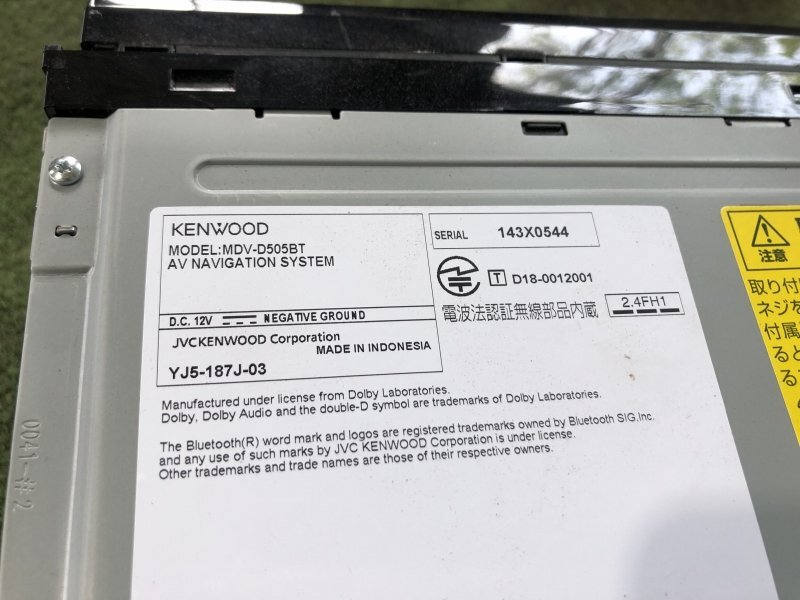 KENWOOD
MODEL:MDV-D505BT
AV NAVIGATION SYSTEM
D.C. 12V NEGATIVE GROUND
JVCKENWOOD Corporation
MADE IN INDONESIA
YJ5-187J-03
SERIAL 143X0544
T D18-0012001
電波法認証無線部品内蔵 2.4FH1
Manufactured under license from Dolby Laboratories.
Dolby, Dolby Audio and the double-D symbol are trademarks of Dolby Laboratories.
The Bluetooth(R) word mark and logos are registered trademarks owned by Bluetooth SIG,Inc.
and any use of such marks by JVC KENWOOD Corporation is under license.
Other trademarks and trade names are those of their respective owners.
注意
取り付
ネジを
付属
ると
る
0041-#2